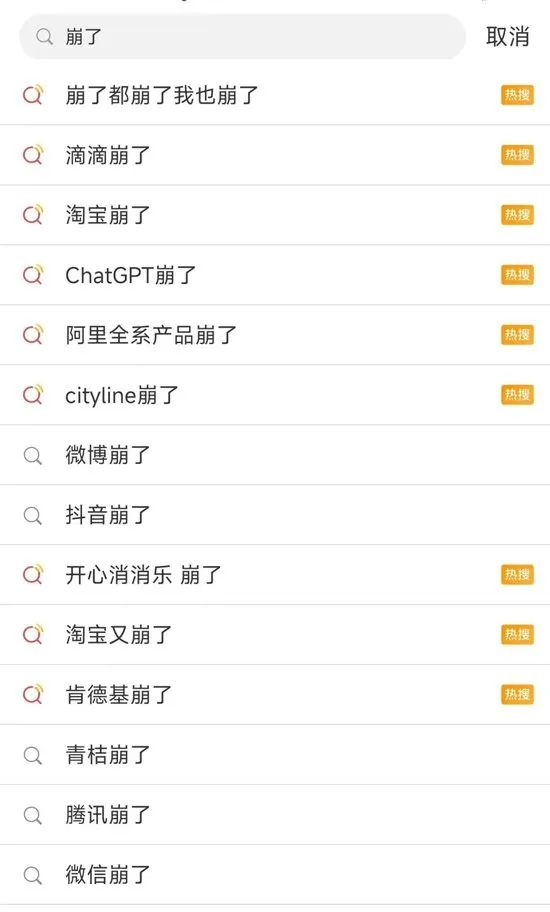 崩了 取消
崩了都崩了我也崩了 热搜
滴滴崩了 热搜
淘宝崩了 热搜
ChatGPT崩了 热搜
阿里全系产品崩了 热搜
cityline崩了 热搜
微博崩了
抖音崩了
开心消消乐 崩了 热搜
淘宝又崩了 热搜
肯德基崩了 热搜
青桔崩了
腾讯崩了
微信崩了